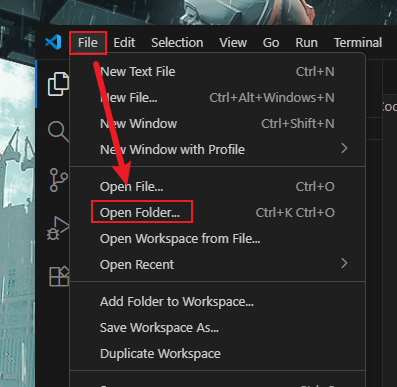 File Edit Selection View Go Run Terminal
New Text File Ctrl+N
New File... Ctrl+Alt+Windows+N
New Window Ctrl+Shift+N
New Window with Profile
Open File... Ctrl+O
Open Folder... Ctrl+K Ctrl+O
Open Workspace from File...
Open Recent
Add Folder to Workspace...
Save Workspace As...
Duplicate Workspace